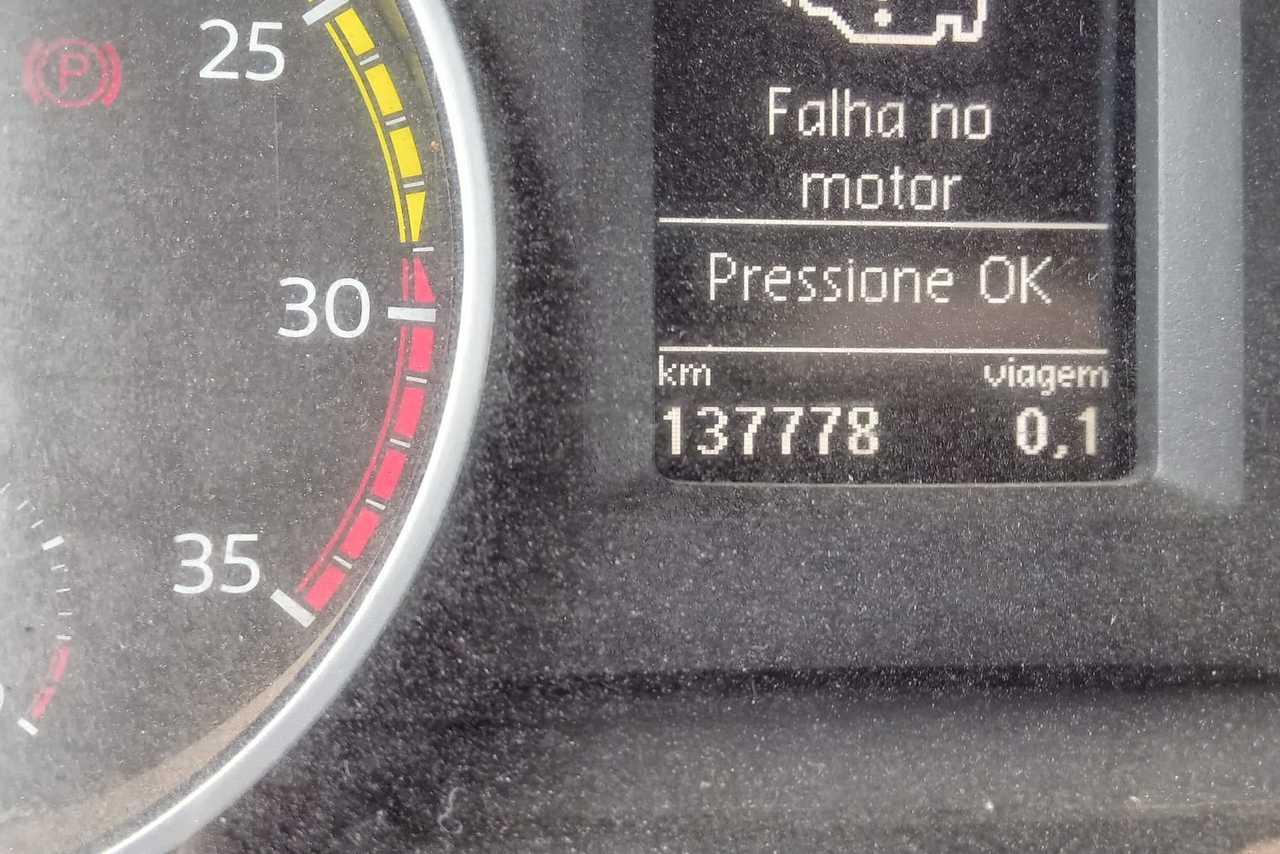 25
P
30
35
Falha no
motor
Pressione OK
km viagem
137778 0,1